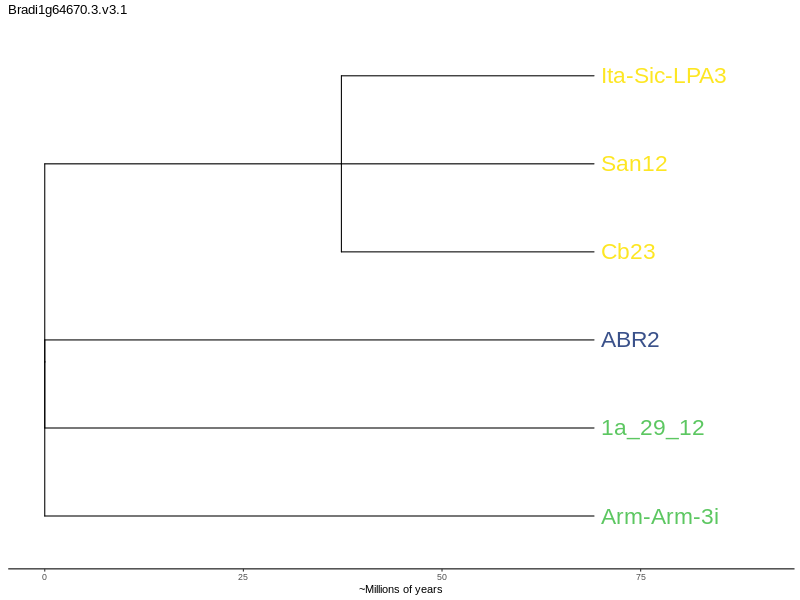 Bradi1g64670.3.v3.1
Ita-Sic-LPA3
San12
Cb23
ABR2
1a_29_12
Arm-Arm-3i
0 25 50 75
~Millions of years